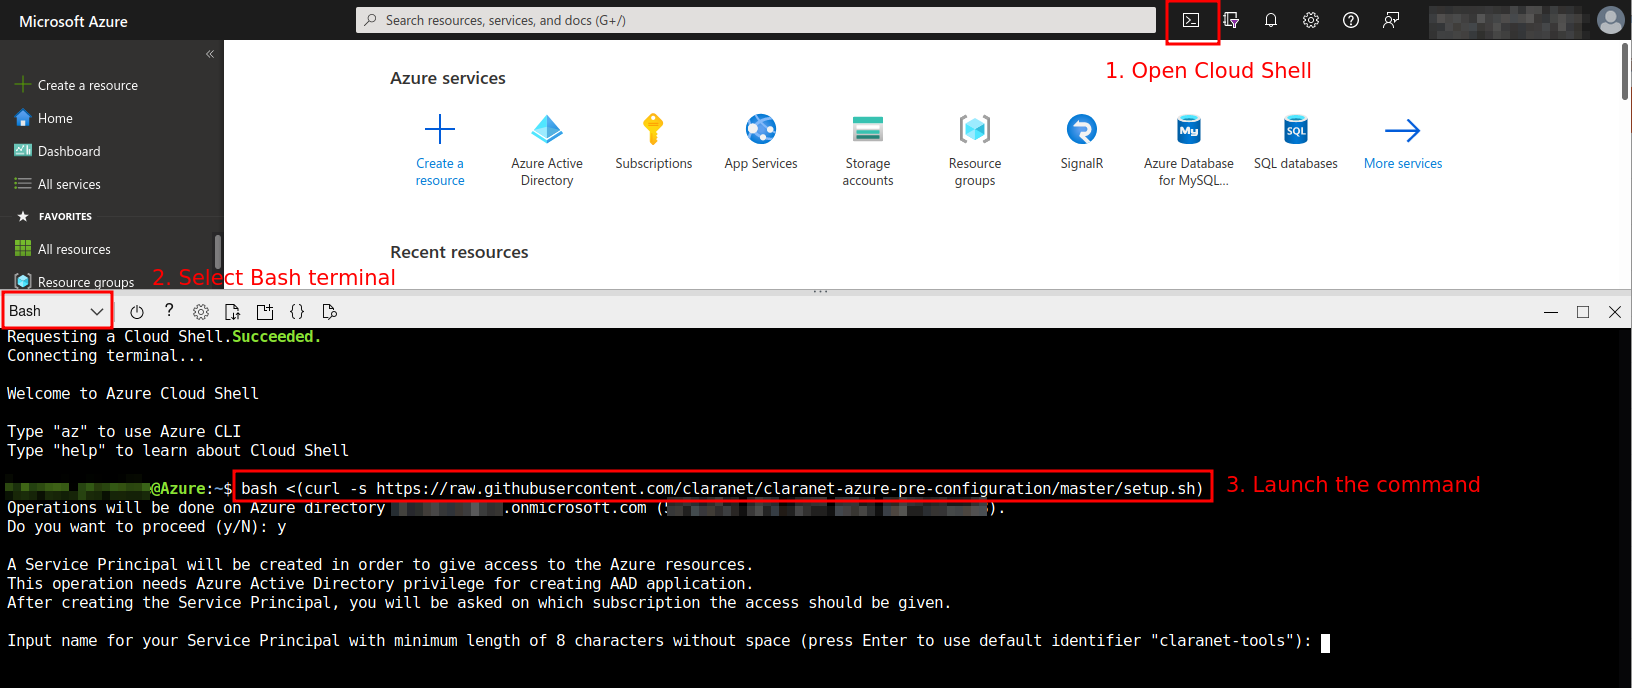 Microsoft Azure
Search resources, services, and docs (G+/)
1. Open Cloud Shell
«
Create a resource
Home
Dashboard
All services
FAVORITES
All resources
Resource groups
Azure services
Create a resource
Azure Active Directory
Subscriptions
App Services
Storage accounts
Resource groups
SignalR
My
Azure Database for MySQL...
SQL
SQL databases
More services
Recent resources
2. Select Bash terminal
Bash
Requesting a Cloud Shell.Succeeded.
Connecting terminal...
Welcome to Azure Cloud Shell
Type "az" to use Azure CLI
Type "help" to learn about Cloud Shell
@Azure:~$ bash <(curl -s https://raw.githubusercontent.com/claranet/claranet-azure-pre-configuration/master/setup.sh)
3. Launch the command
Operations will be done on Azure directory .onmicrosoft.com ( ).
Do you want to proceed (y/N): y
A Service Principal will be created in order to give access to the Azure resources.
This operation needs Azure Active Directory privilege for creating AAD application.
After creating the Service Principal, you will be asked on which subscription the access should be given.
Input name for your Service Principal with minimum length of 8 characters without space (press Enter to use default identifier "claranet-tools"):